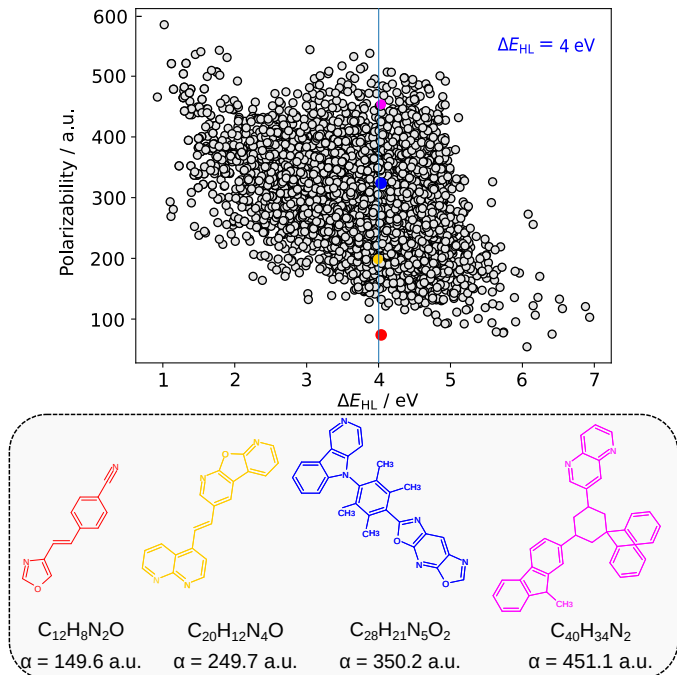 600
500
400
300
200
100
Polarizability / a.u.
ΔE_HL = 4 eV
1 2 3 4 5 6 7
ΔE_HL / eV
N
O
N
N
O
N
N
N
N
N
N
CH3
CH3
CH3
CH3
N
O
N
N
O
N
N
CH3
C₁₂H₈N₂O C₂₀H₁₂N₄O C₂₈H₂₁N₅O₂ C₄₀H₃₄N₂
α = 149.6 a.u. α = 249.7 a.u. α = 350.2 a.u. α = 451.1 a.u.